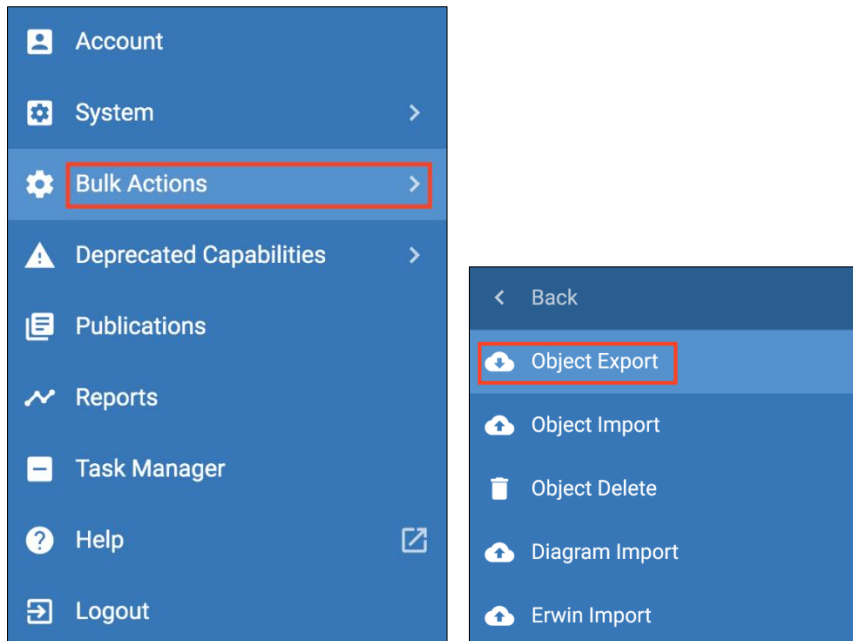 Account
System
Bulk Actions
Deprecated Capabilities
Publications
Reports
Task Manager
Help
Logout
Back
Object Export
Object Import
Object Delete
Diagram Import
Erwin Import